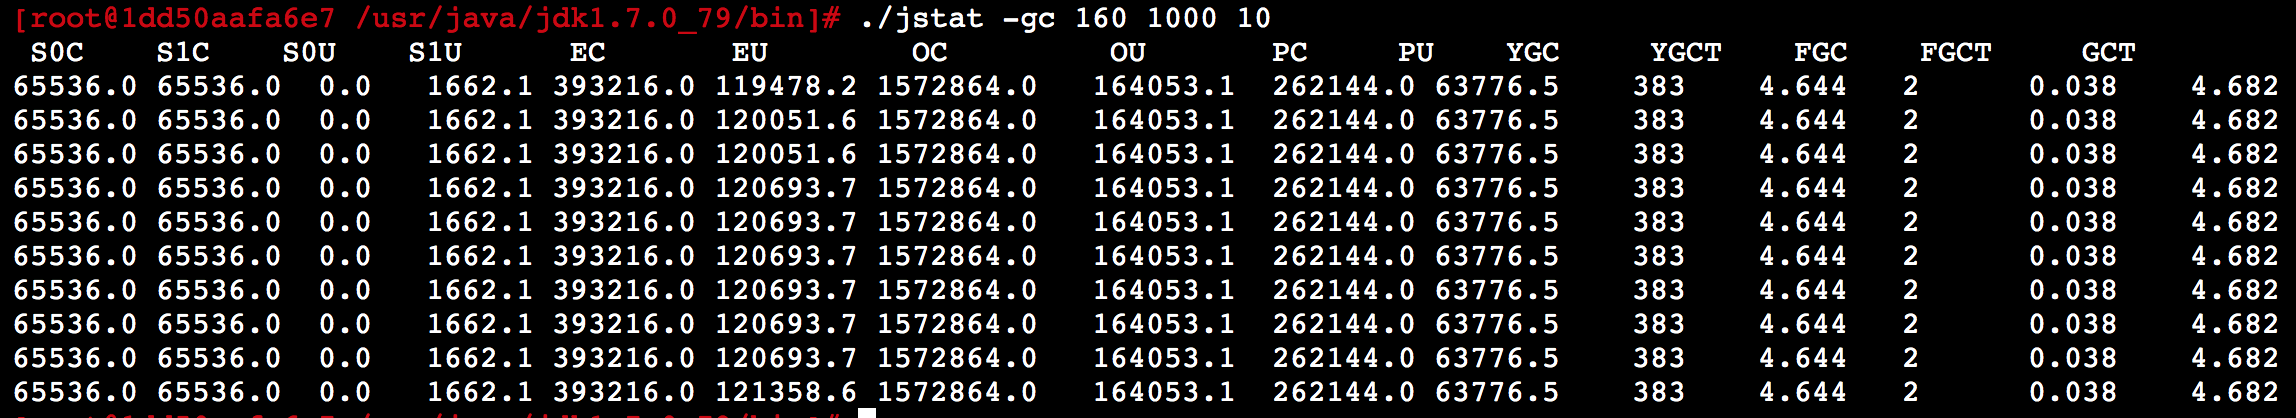 [root@1dd50aafa6e7 /usr/java/jdk1.7.0_79/bin]# ./jstat -gc 160 1000 10
S0C S1C S0U S1U EC EU OC OU PC PU YGC YGCT FGC FGCT GCT
65536.0 65536.0 0.0 1662.1 393216.0 119478.2 1572864.0 164053.1 262144.0 63776.5 383 4.644 2 0.038 4.682
65536.0 65536.0 0.0 1662.1 393216.0 120051.6 1572864.0 164053.1 262144.0 63776.5 383 4.644 2 0.038 4.682
65536.0 65536.0 0.0 1662.1 393216.0 120051.6 1572864.0 164053.1 262144.0 63776.5 383 4.644 2 0.038 4.682
65536.0 65536.0 0.0 1662.1 393216.0 120693.7 1572864.0 164053.1 262144.0 63776.5 383 4.644 2 0.038 4.682
65536.0 65536.0 0.0 1662.1 393216.0 120693.7 1572864.0 164053.1 262144.0 63776.5 383 4.644 2 0.038 4.682
65536.0 65536.0 0.0 1662.1 393216.0 120693.7 1572864.0 164053.1 262144.0 63776.5 383 4.644 2 0.038 4.682
65536.0 65536.0 0.0 1662.1 393216.0 120693.7 1572864.0 164053.1 262144.0 63776.5 383 4.644 2 0.038 4.682
65536.0 65536.0 0.0 1662.1 393216.0 120693.7 1572864.0 164053.1 262144.0 63776.5 383 4.644 2 0.038 4.682
65536.0 65536.0 0.0 1662.1 393216.0 120693.7 1572864.0 164053.1 262144.0 63776.5 383 4.644 2 0.038 4.682
65536.0 65536.0 0.0 1662.1 393216.0 121358.6 1572864.0 164053.1 262144.0 63776.5 383 4.644 2 0.038 4.682